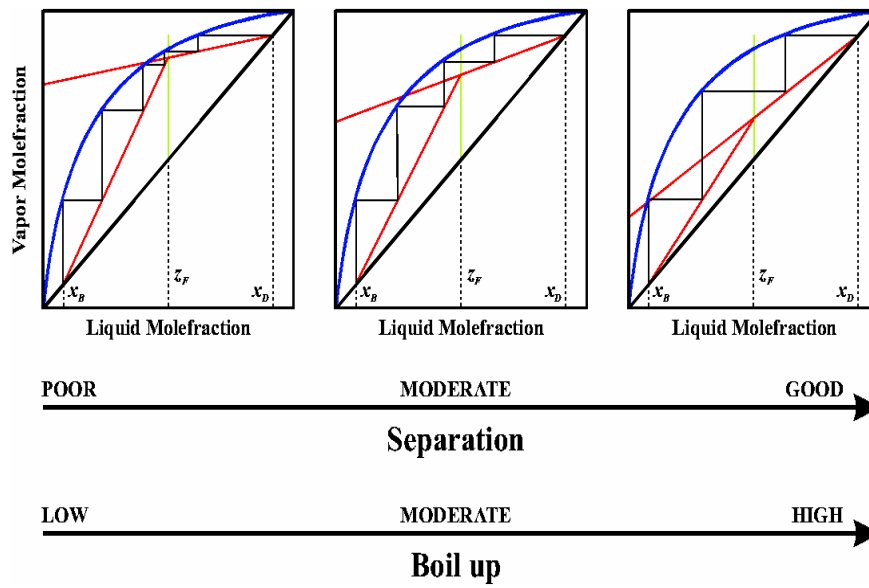 Vapor Molefraction
x_B
z_F
x_D
x_B
z_F
x_D
x_B
z_F
x_D
Liquid Molefraction
Liquid Molefraction
Liquid Molefraction
POOR MODERATE GOOD
Separation
LOW MODERATE HIGH
Boil up